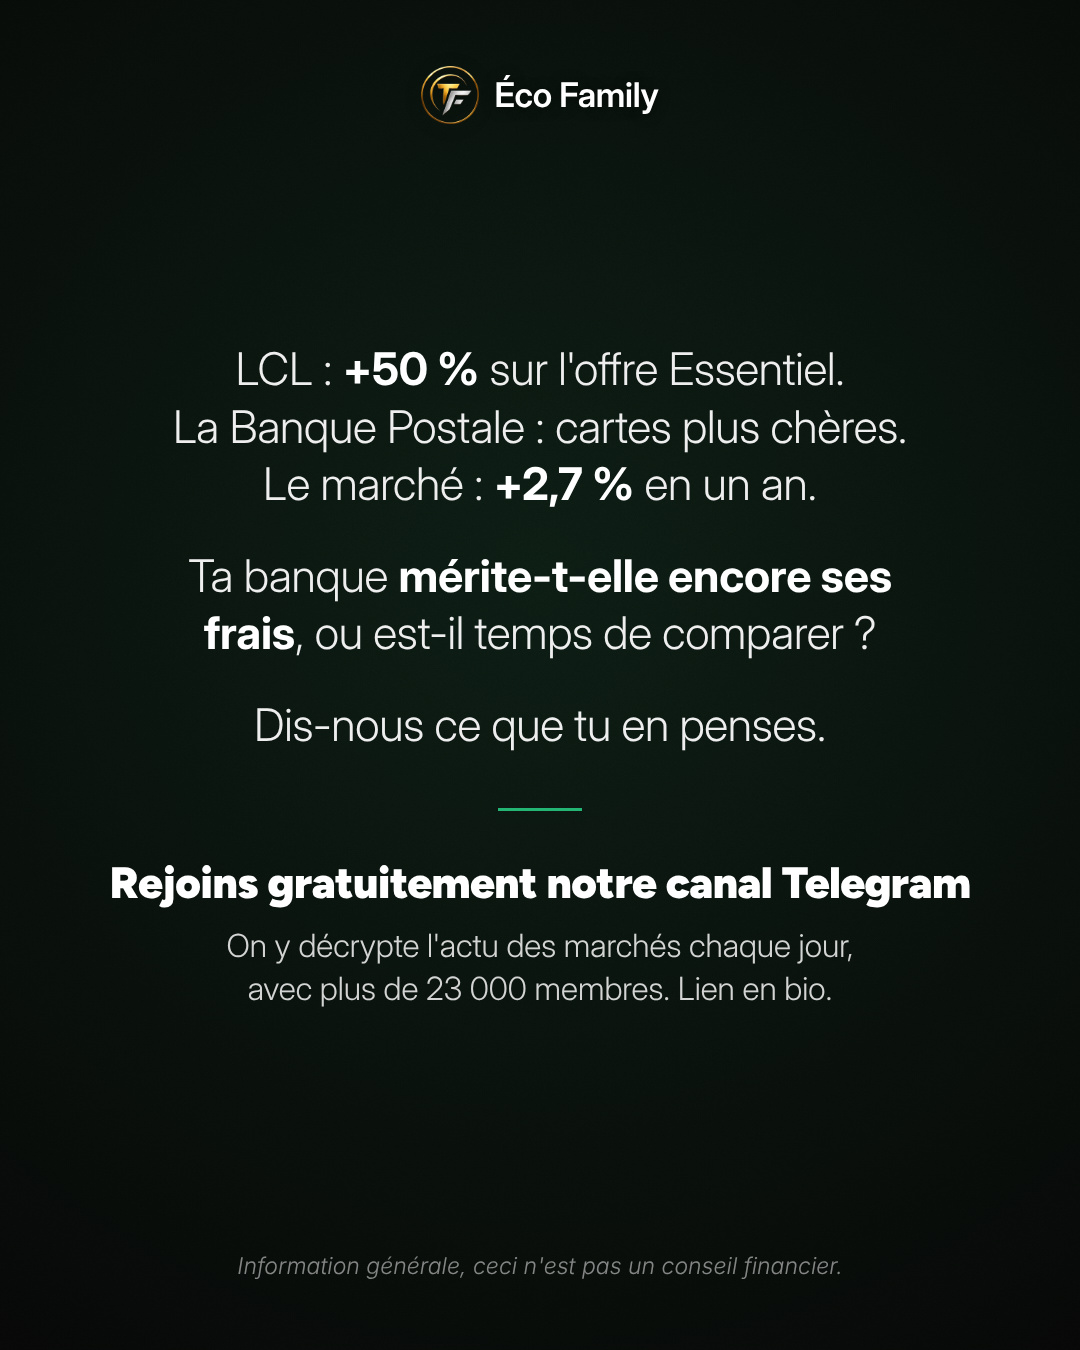 TF Éco Family
LCL : +50 % sur l'offre Essentiel.
La Banque Postale : cartes plus chères.
Le marché : +2,7 % en un an.
Ta banque mérite-t-elle encore ses
frais, ou est-il temps de comparer ?
Dis-nous ce que tu en penses.
Rejoins gratuitement notre canal Telegram
On y décrypte l'actu des marchés chaque jour,
avec plus de 23 000 membres. Lien en bio.
Information générale, ceci n'est pas un conseil financier.